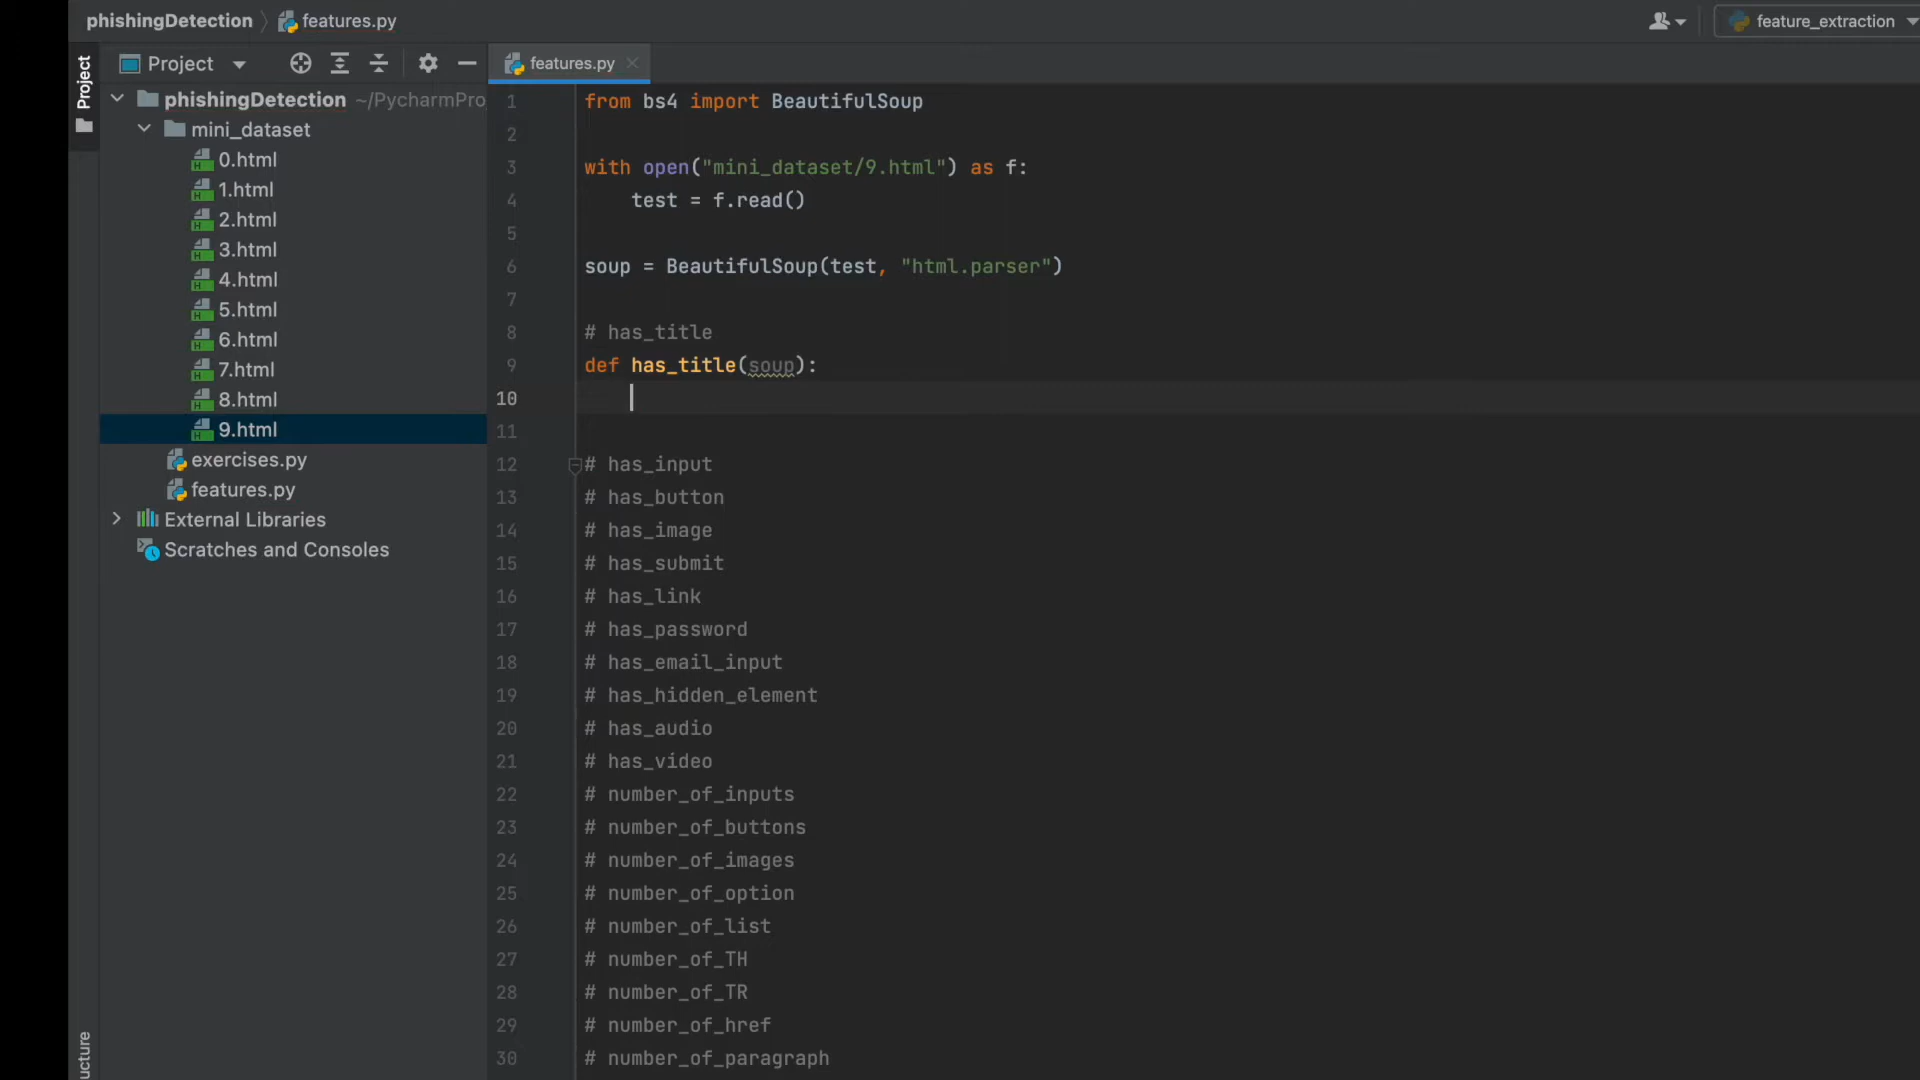 phishingDetection features.py feature_extraction
Project
Project
features.py
phishingDetection ~/PycharmPro
mini_dataset
0.html
1.html
2.html
3.html
4.html
5.html
6.html
7.html
8.html
9.html
exercises.py
features.py
External Libraries
Scratches and Consoles
ucture
1 from bs4 import BeautifulSoup
2
3 with open("mini_dataset/9.html") as f:
4 test = f.read()
5
6 soup = BeautifulSoup(test, "html.parser")
7
8 # has_title
9 def has_title(soup):
10
11
12 # has_input
13 # has_button
14 # has_image
15 # has_submit
16 # has_link
17 # has_password
18 # has_email_input
19 # has_hidden_element
20 # has_audio
21 # has_video
22 # number_of_inputs
23 # number_of_buttons
24 # number_of_images
25 # number_of_option
26 # number_of_list
27 # number_of_TH
28 # number_of_TR
29 # number_of_href
30 # number_of_paragraph